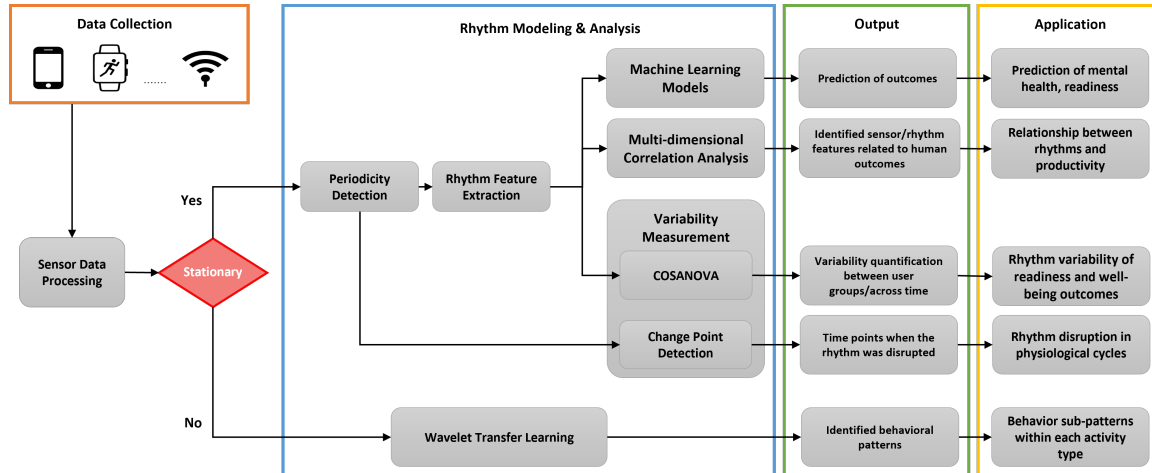 Data Collection
.......
Sensor Data
Processing
Stationary
Yes
No
Rhythm Modeling & Analysis
Periodicity
Detection
Rhythm Feature
Extraction
Machine Learning
Models
Multi-dimensional
Correlation Analysis
Variability
Measurement
COSANOVA
Change Point
Detection
Wavelet Transfer Learning
Output
Prediction of outcomes
Identified sensor/rhythm
features related to human
outcomes
Variability quantification
between user
groups/across time
Time points when the
rhythm was disrupted
Identified behavioral
patterns
Application
Prediction of mental
health, readiness
Relationship between
rhythms and
productivity
Rhythm variability of
readiness and well-
being outcomes
Rhythm disruption in
physiological cycles
Behavior sub-patterns
within each activity
type